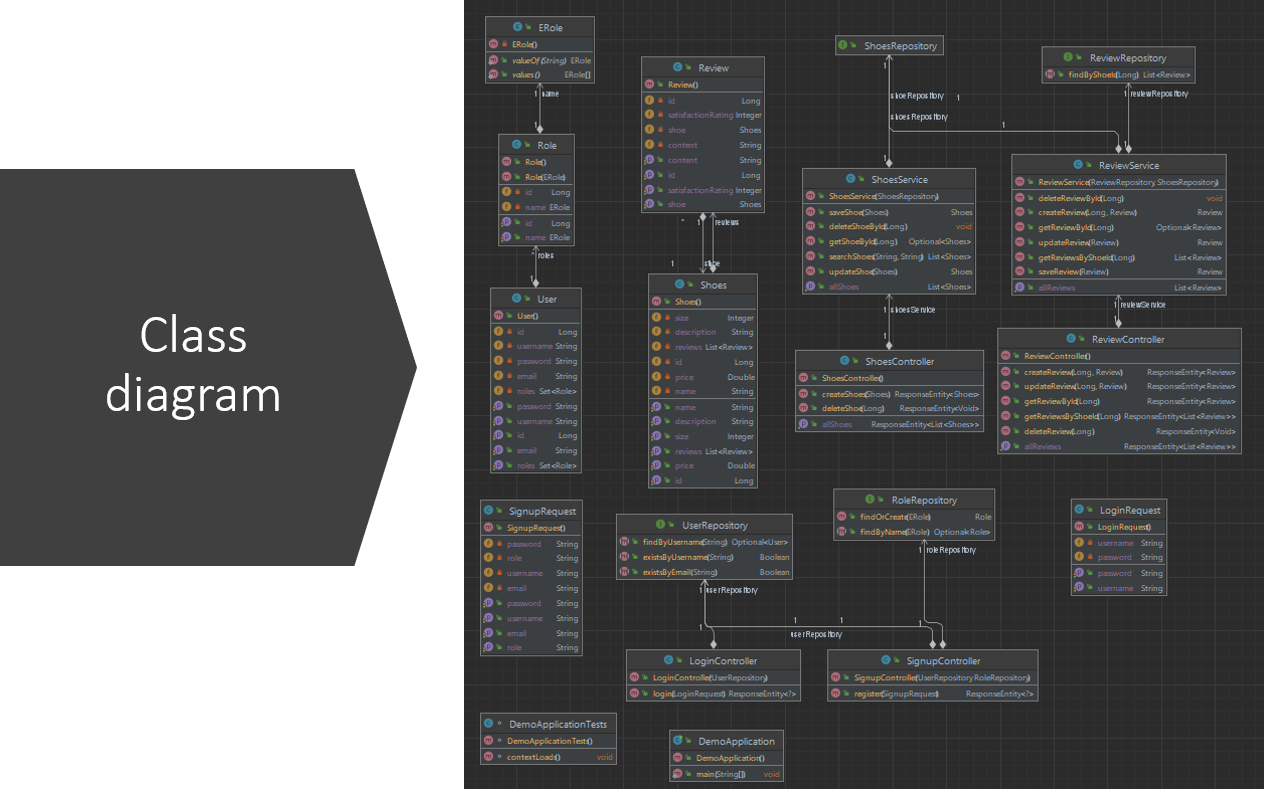 Class
diagram
ERole
ERole()
valueOf(String) ERole
values() ERole[]
1 name
1
Role
Role()
Role(ERole)
id Long
name ERole
id Long
name ERole
* roles
1
User
User()
id Long
username String
password String
email String
roles Set<Role>
password String
username String
id Long
email String
roles Set<Role>
Review
Review()
id Long
satisfactionRating Integer
shoe Shoes
content String
content String
id Long
satisfactionRating Integer
shoe Shoes
* 1 reviews
1
Shoes
Shoes()
size Integer
description String
reviews List<Review>
id Long
price Double
name String
name String
description String
size Integer
reviews List<Review>
price Double
id Long
ShoesRepository
1
shoeRepository 1
shoesRepository
1
1
ShoesService
ShoesService(ShoesRepository)
saveShoe(Shoes) Shoes
deleteShoeById(Long) void
getShoeById(Long) Optional<Shoes>
searchShoes(String, String) List<Shoes>
updateShoe(Shoes) Shoes
allShoes List<Shoes>
1 shoesService
1
ShoesController
ShoesController()
createShoes(Shoes) ResponseEntity<Shoes>
deleteShoe(Long) ResponseEntity<Void>
allShoes ResponseEntity<List<Shoes>>
ReviewRepository
findByShoeId(Long) List<Review>
1 reviewRepository
1
ReviewService
ReviewService(ReviewRepository, ShoesRepository)
deleteReviewById(Long) void
createReview(Long, Review) Review
getReviewById(Long) Optional<Review>
updateReview(Review) Review
getReviewsByShoeId(Long) List<Review>
saveReview(Review) Review
allReviews List<Review>
1 reviewService
1
ReviewController
ReviewController()
createReview(Long, Review) ResponseEntity<Review>
updateReview(Long, Review) ResponseEntity<Review>
getReviewById(Long) ResponseEntity<Review>
getReviewsByShoeId(Long) ResponseEntity<List<Review>>
deleteReview(Long) ResponseEntity<Void>
allReviews ResponseEntity<List<Review>>
SignupRequest
SignupRequest()
password String
role String
username String
email String
password String
username String
email String
role String
UserRepository
findByUsername(String) Optional<User>
existsByUsername(String) Boolean
existsByEmail(String) Boolean
1 userRepository
1 1 1 1
userRepository
RoleRepository
findOrCreate(ERole) Role
findByName(ERole) Optional<Role>
1 roleRepository
LoginRequest
LoginRequest()
username String
password String
password String
username String
LoginController
LoginController(UserRepository)
login(LoginRequest) ResponseEntity<?>
SignupController
SignupController(UserRepository, RoleRepository)
register(SignupRequest) ResponseEntity<?>
DemoApplicationTests
DemoApplicationTests()
contextLoads() void
DemoApplication
DemoApplication()
main(String[]) void